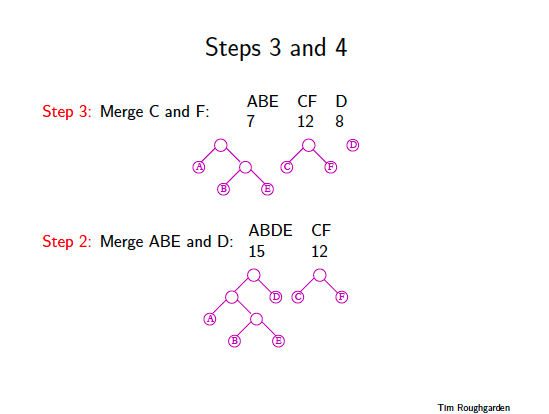 Steps 3 and 4
Step 3: Merge C and F:
ABE CF D
7 12 8
D
A C F
B E
Step 2: Merge ABE and D:
ABDE CF
15 12
D C F
A
B E
Tim Roughgarden